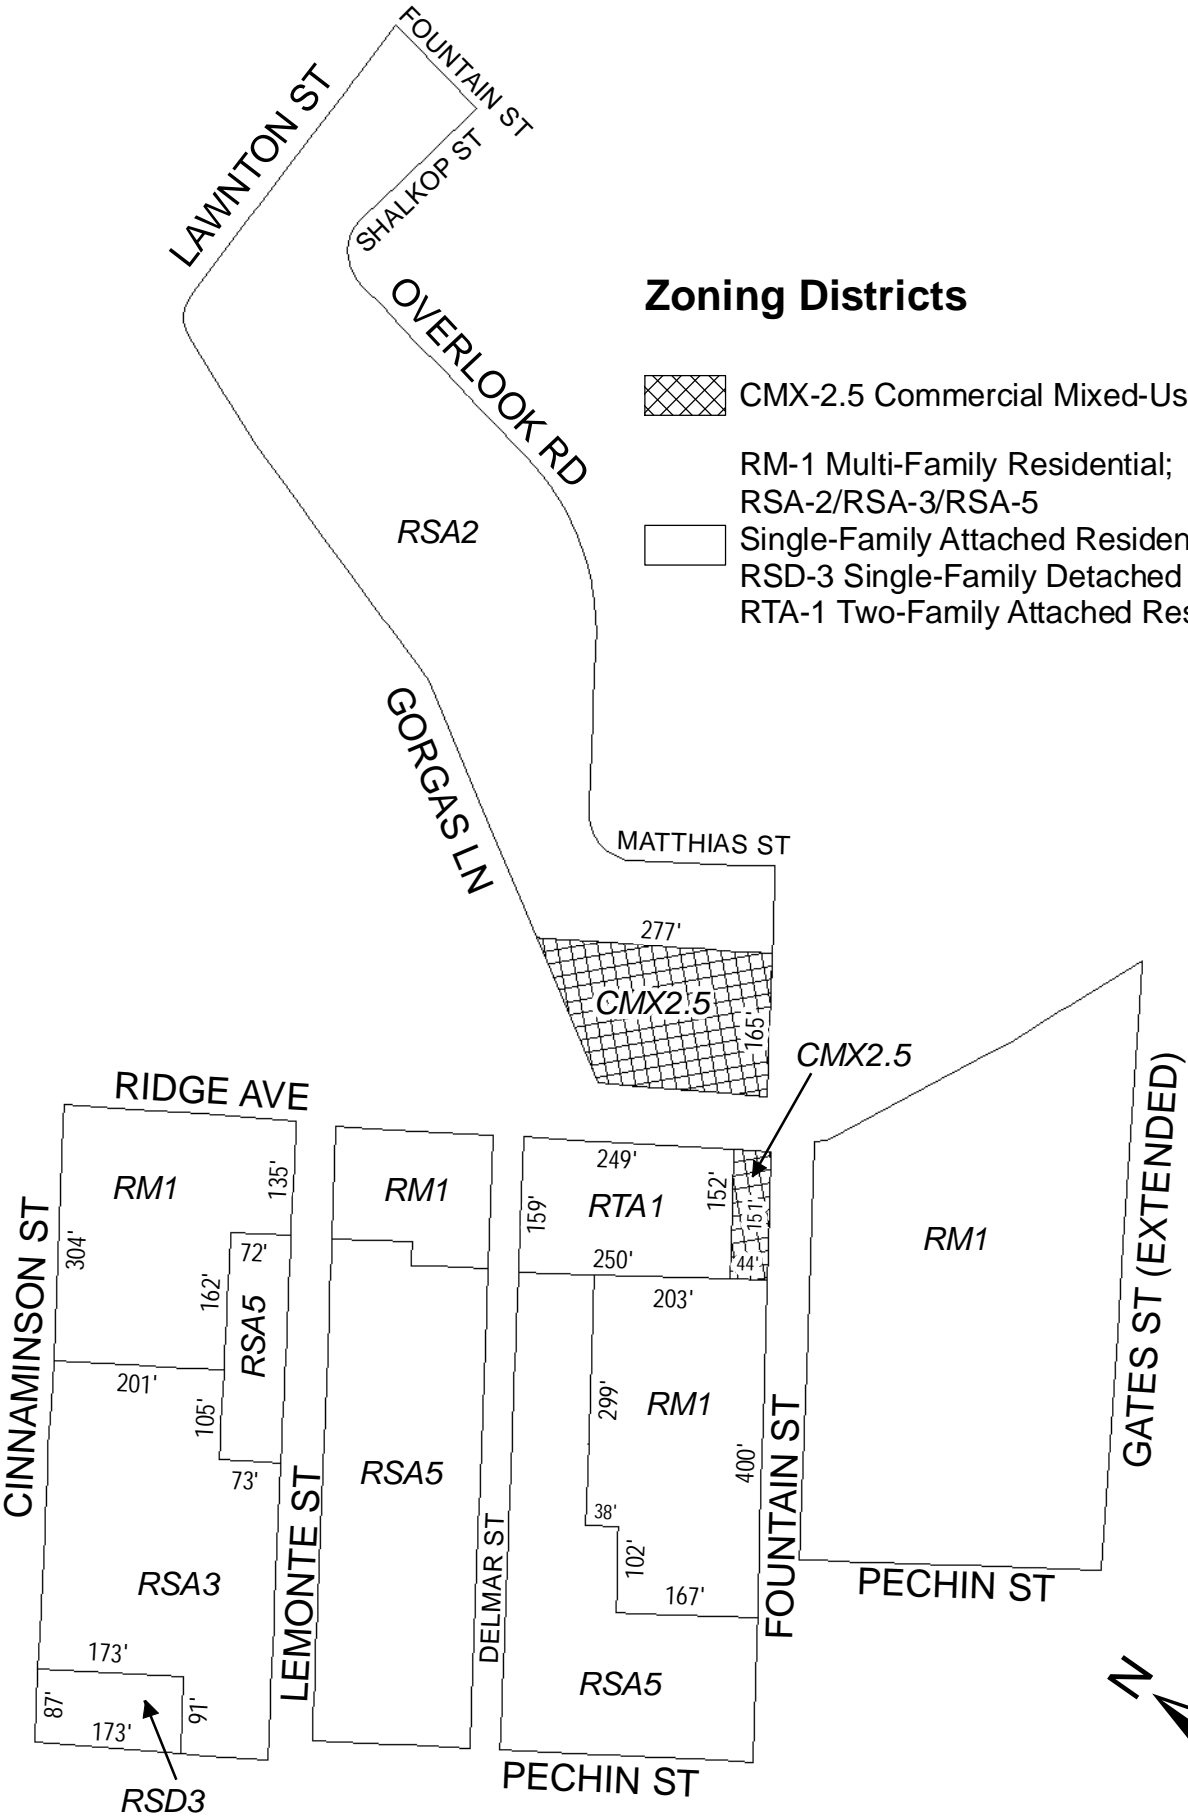 FOUNTAIN ST
LAWNTON ST
SHALKOP ST
OVERLOOK RD
Zoning Districts
CMX-2.5 Commercial Mixed-Us
RM-1 Multi-Family Residential;
RSA-2/RSA-3/RSA-5
Single-Family Attached Residen
RSD-3 Single-Family Detached
RTA-1 Two-Family Attached Res
RSA2
GORGAS LN
MATTHIAS ST
277'
CMX2.5
165'
CMX2.5
RIDGE AVE
RM1
135'
304'
72'
162'
RSA5
201'
105'
73'
CINNAMINSON ST
RSA3
173'
87'
91'
173'
RSD3
LEMONTE ST
RM1
RSA5
DELMAR ST
249'
159'
RTA1
152'
151'
250'
44'
203'
299'
RM1
400'
38'
102'
167'
RSA5
PECHIN ST
FOUNTAIN ST
RM1
GATES ST (EXTENDED)
PECHIN ST
N